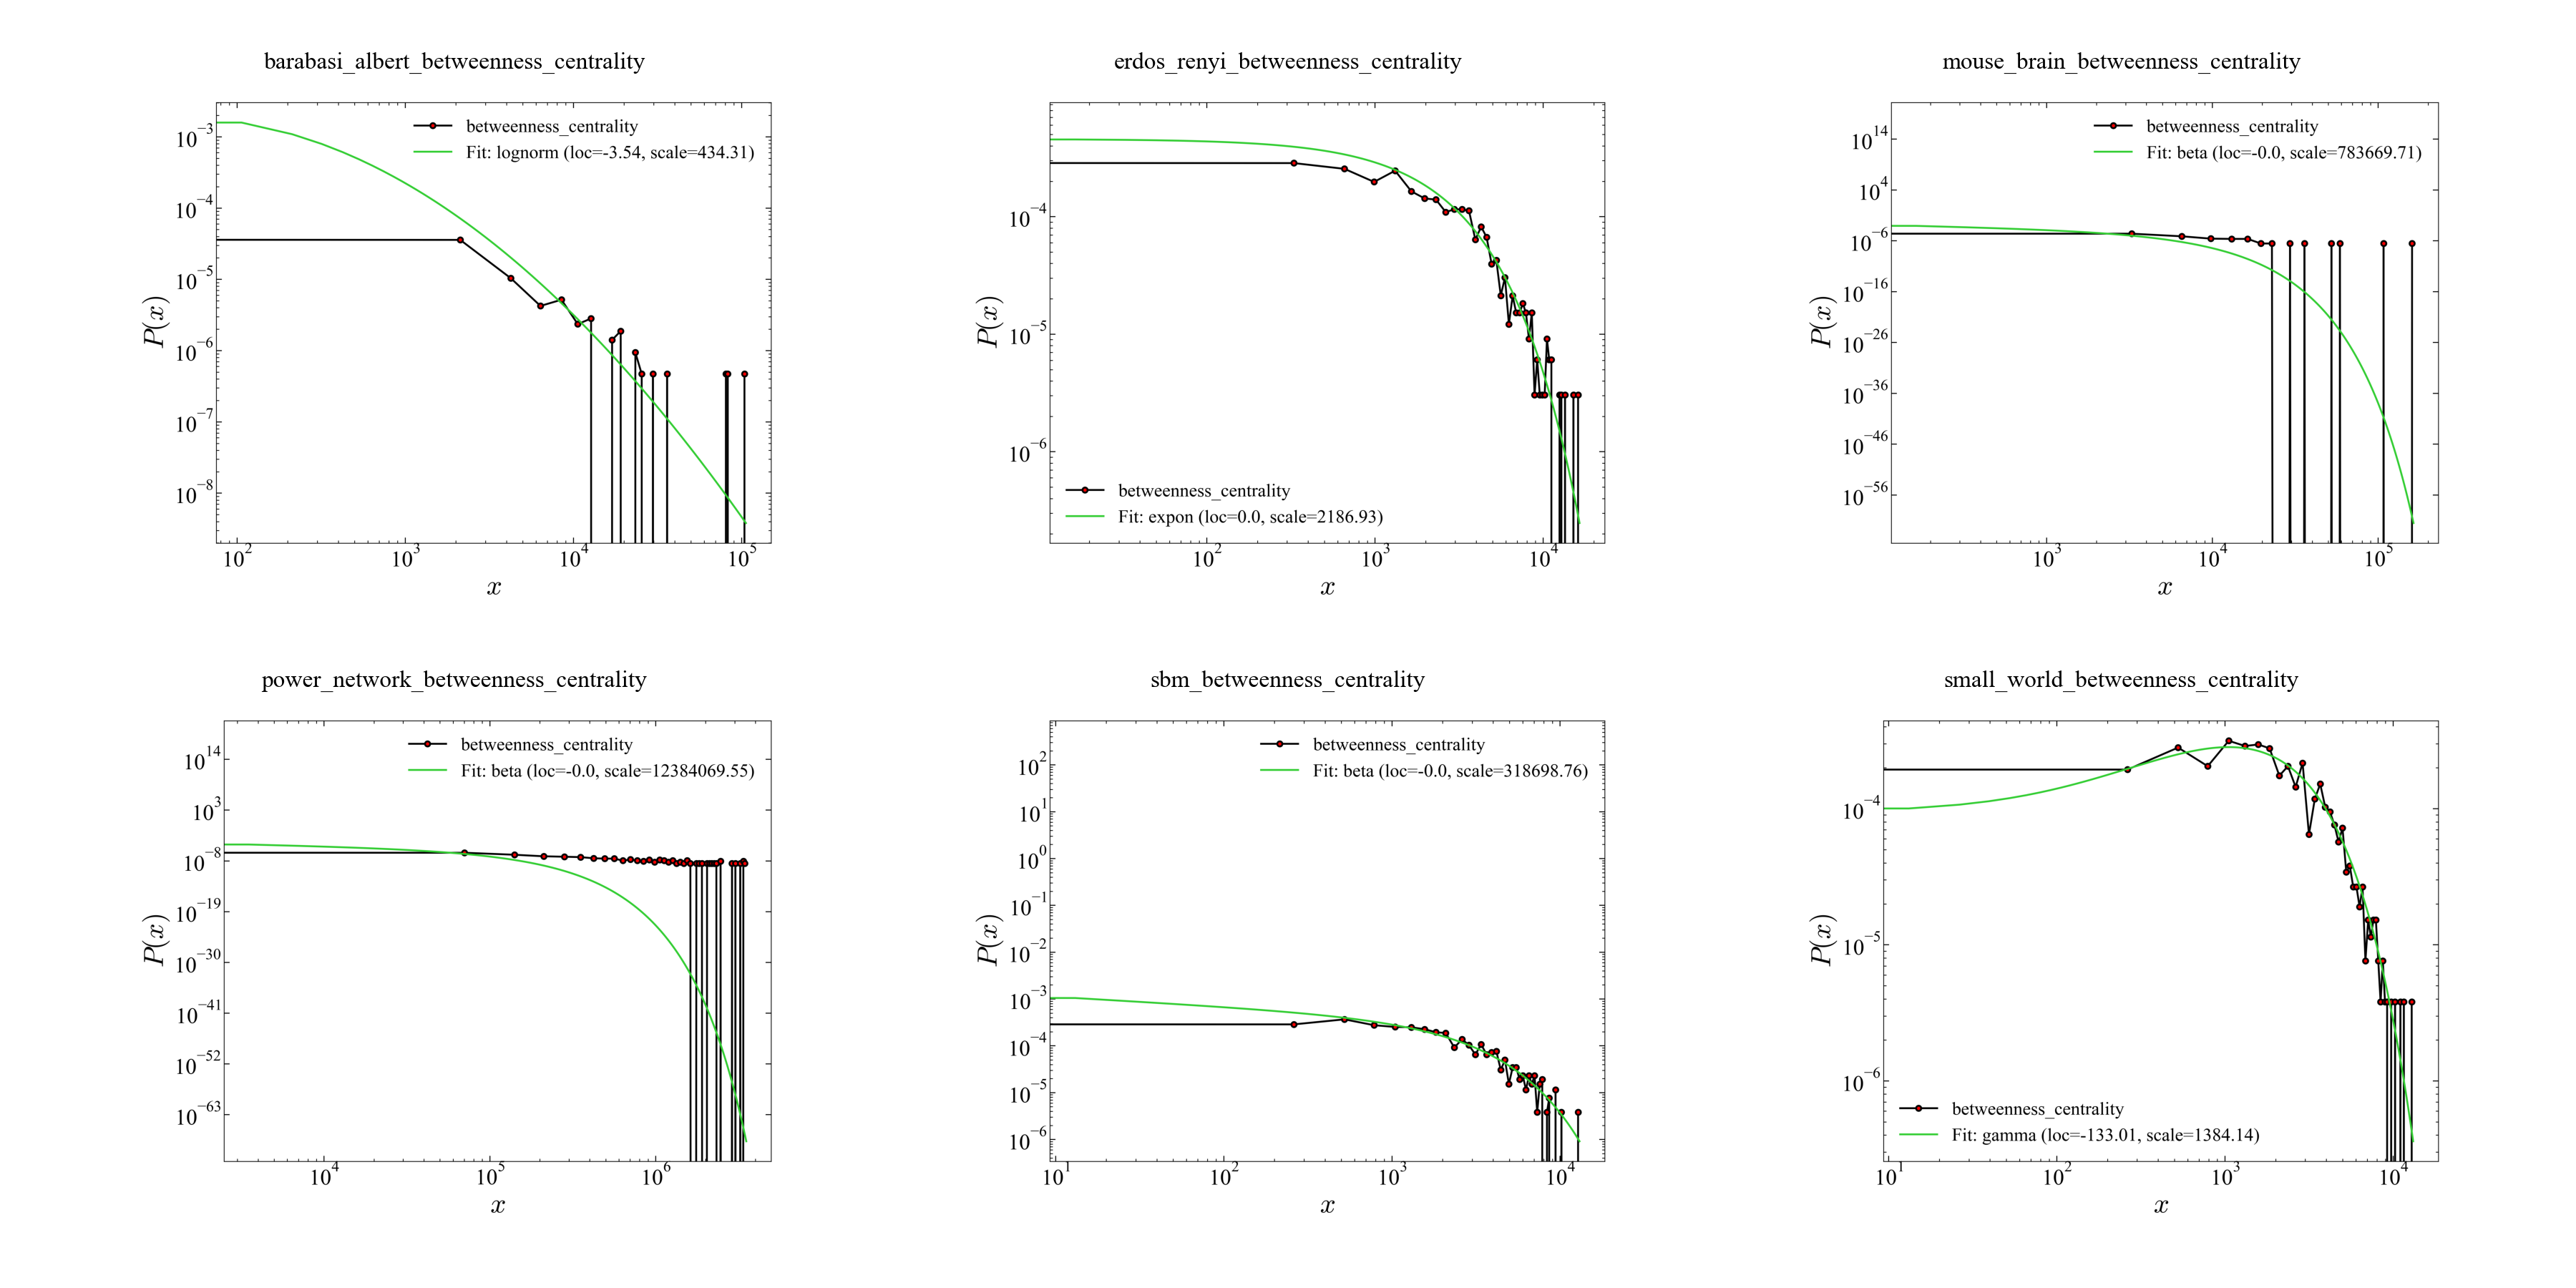 barabasi_albert_betweenness_centrality
betweenness_centrality
Fit: lognorm (loc=-3.54, scale=434.31)
10^−3
10^−4
10^−5
10^−6
10^−7
10^−8
P(x)
10^2 10^3 10^4 10^5
x
erdos_renyi_betweenness_centrality
10^−4
10^−5
10^−6
P(x)
betweenness_centrality
Fit: expon (loc=0.0, scale=2186.93)
10^2 10^3 10^4
x
mouse_brain_betweenness_centrality
betweenness_centrality
Fit: beta (loc=-0.0, scale=783669.71)
10^14
10^4
10^−6
10^−16
10^−26
10^−36
10^−46
10^−56
P(x)
10^3 10^4 10^5
x
power_network_betweenness_centrality
betweenness_centrality
Fit: beta (loc=-0.0, scale=12384069.55)
10^14
10^3
10^−8
10^−19
10^−30
10^−41
10^−52
10^−63
P(x)
10^4 10^5 10^6
x
sbm_betweenness_centrality
betweenness_centrality
Fit: beta (loc=-0.0, scale=318698.76)
10^2
10^1
10^0
10^−1
10^−2
10^−3
10^−4
10^−5
10^−6
P(x)
10^1 10^2 10^3 10^4
x
small_world_betweenness_centrality
10^−4
10^−5
10^−6
P(x)
betweenness_centrality
Fit: gamma (loc=-133.01, scale=1384.14)
10^1 10^2 10^3 10^4
x